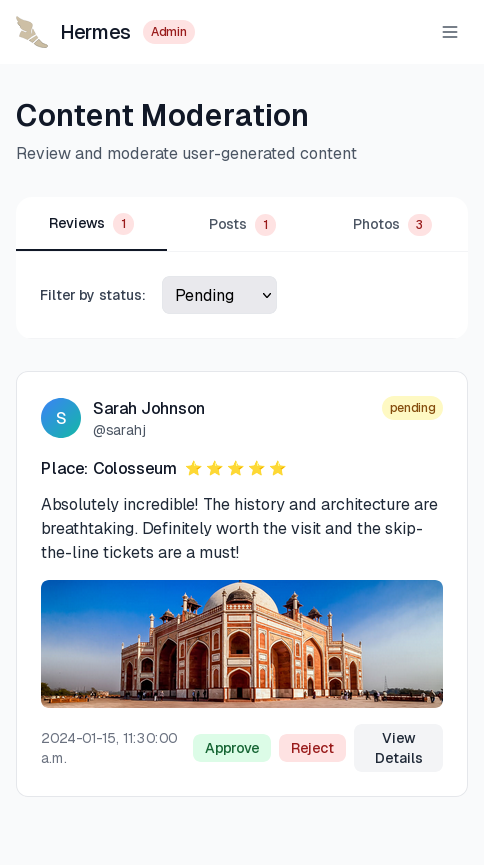 Hermes Admin
Content Moderation
Review and moderate user-generated content
Reviews 1 Posts 1 Photos 3
Filter by status: Pending
S
Sarah Johnson pending
@sarahj
Place: Colosseum
Absolutely incredible! The history and architecture are
breathtaking. Definitely worth the visit and the skip-
the-line tickets are a must!
2024-01-15, 11:30:00
a.m.
Approve Reject View
Details